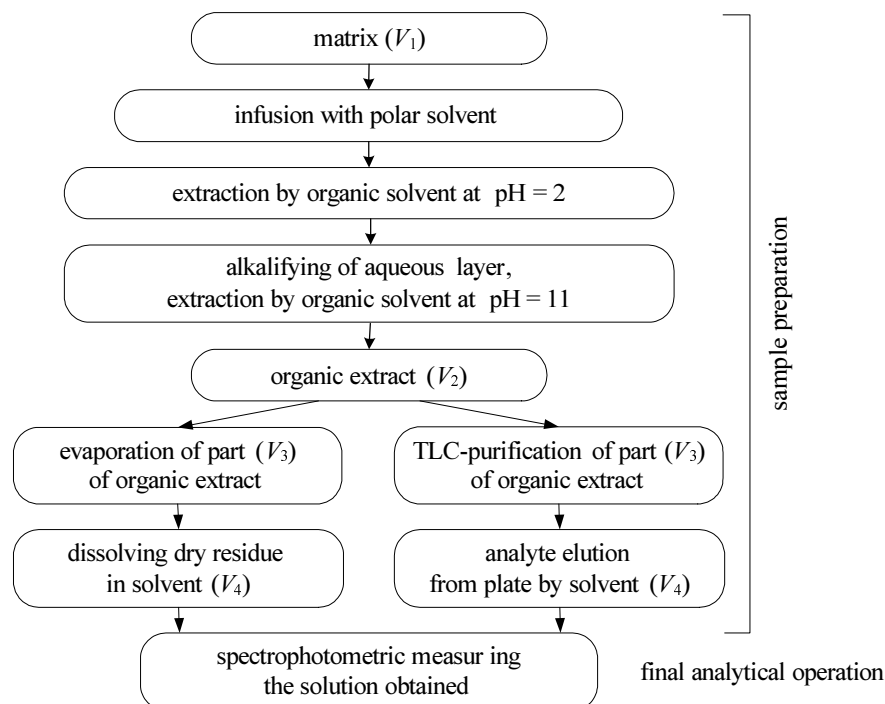 matrix (V1)
infusion with polar solvent
extraction by organic solvent at pH = 2
alkalifying of aqueous layer,
extraction by organic solvent at pH = 11
organic extract (V2)
evaporation of part (V3)
of organic extract
TLC-purification of part (V3)
of organic extract
dissolving dry residue
in solvent (V4)
analyte elution
from plate by solvent (V4)
spectrophotometric measur ing
the solution obtained
sample preparation
final analytical operation